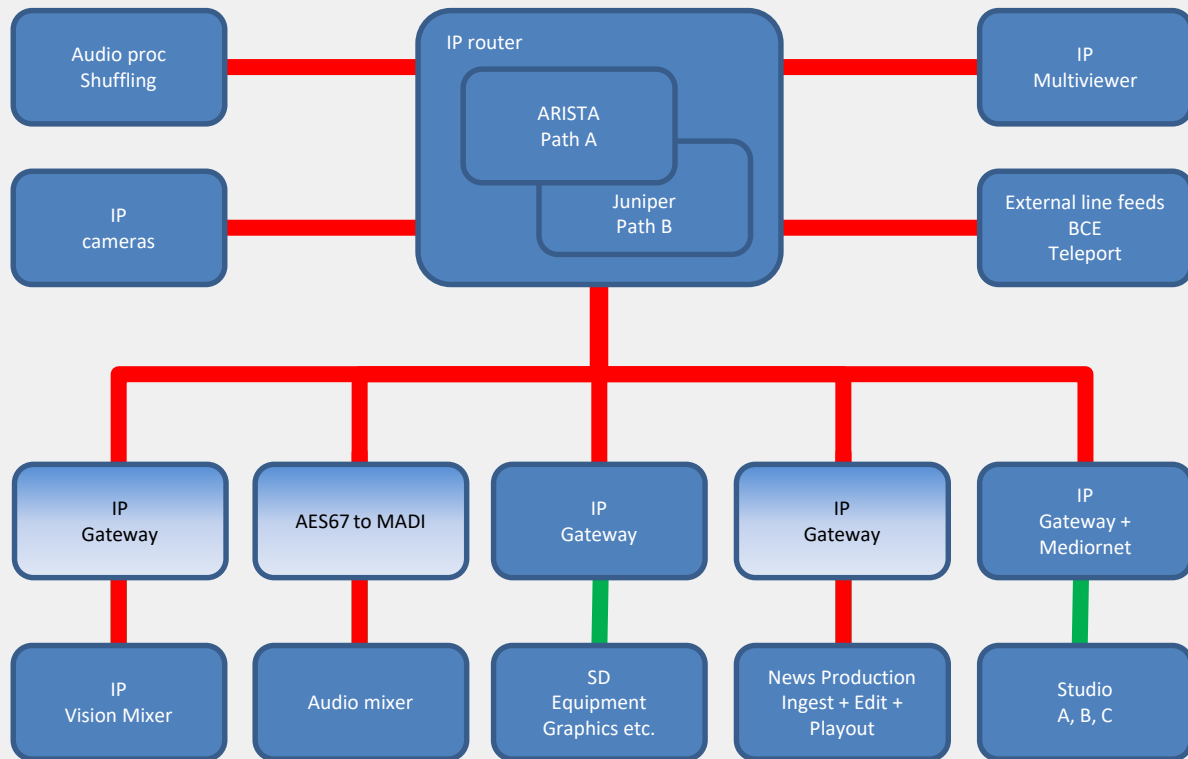 Audio proc
Shuffling
IP router
ARISTA
Path A
Juniper
Path B
IP
Multiviewer
IP
cameras
External line feeds
BCE
Teleport
IP
Gateway
AES67 to MADI
IP
Gateway
IP
Gateway
IP
Gateway +
Mediornet
IP
Vision Mixer
Audio mixer
SD
Equipment
Graphics etc.
News Production
Ingest + Edit +
Playout
Studio
A, B, C